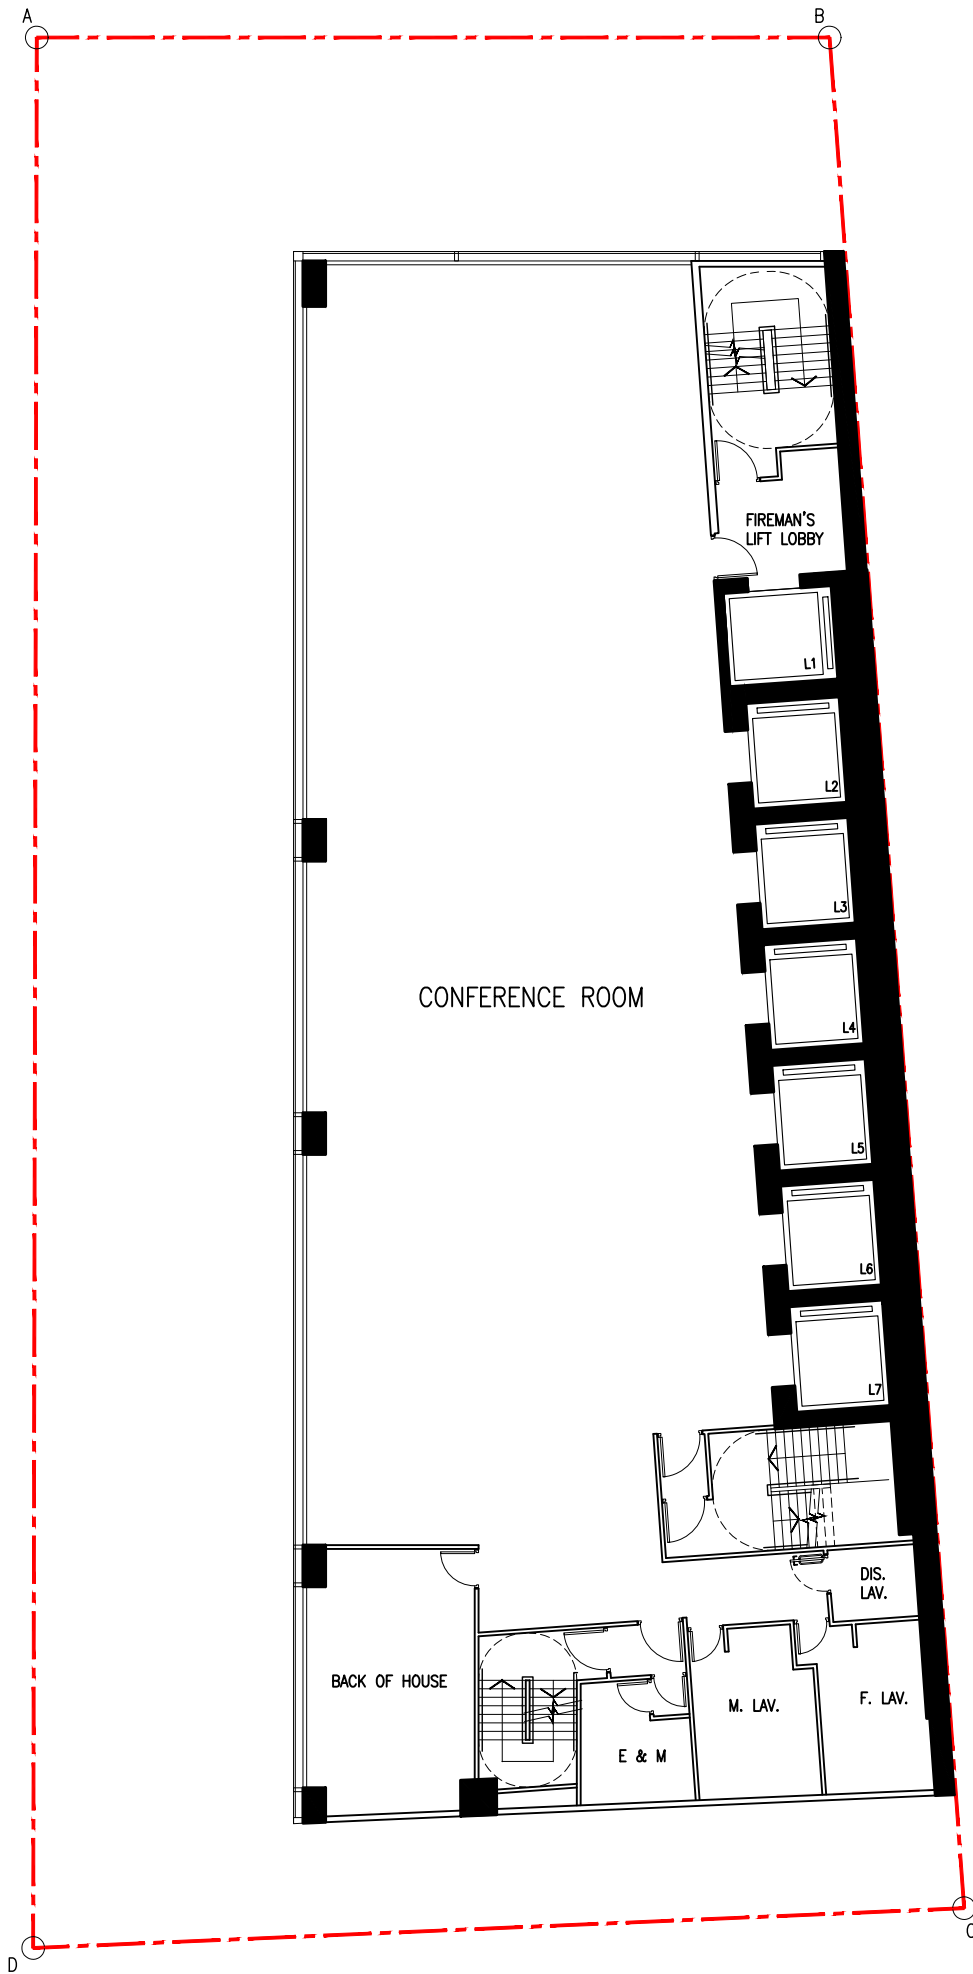 A
B
FIREMAN'S
LIFT LOBBY
L1
L2
L3
CONFERENCE ROOM
L4
L5
L6
L7
DIS.
LAV.
BACK OF HOUSE
M. LAV.
F. LAV.
E & M
C
D